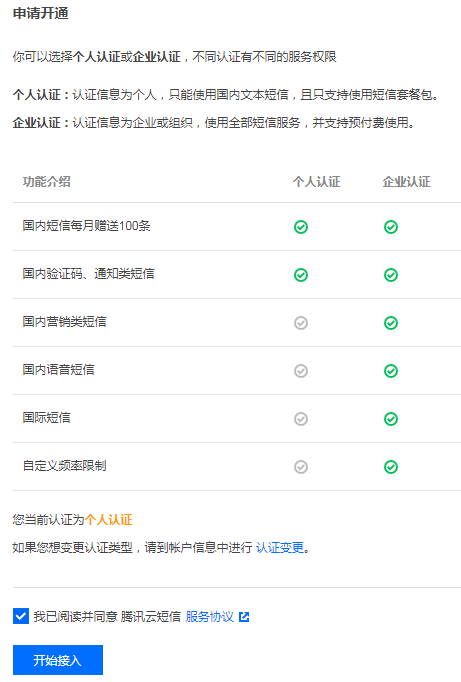 申请开通
你可以选择个人认证或企业认证，不同认证有不同的服务权限
个人认证：认证信息为个人，只能使用国内文本短信，且只支持使用短信套餐包。
企业认证：认证信息为企业或组织，使用全部短信服务，并支持预付费使用。
功能介绍 个人认证 企业认证
国内短信每月赠送100条
国内验证码、通知类短信
国内营销类短信
国内语音短信
国际短信
自定义频率限制
您当前认证为个人认证
如果您想变更认证类型，请到帐户信息中进行 认证变更。
我已阅读并同意 腾讯云短信 服务协议
开始接入